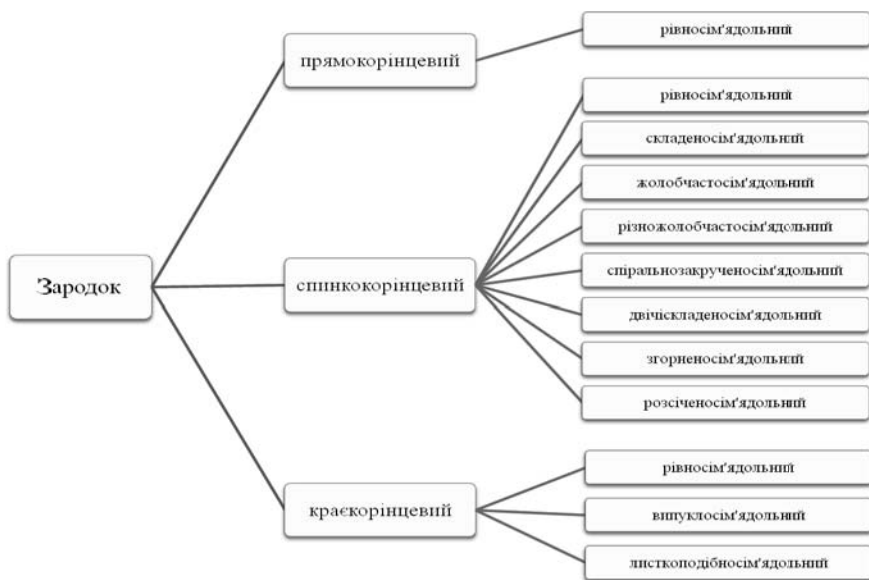 Зародок
прямокорінцевий
рівносім'ядольний
спинкокорінцевий
рівносім'ядольний
складеносім'ядольний
жолобчастосім'ядольний
різножолобчастосім'ядольний
спіральнозакрученосім'ядольний
двічіскладеносім'ядольний
згорненосім'ядольний
розсіченосім'ядольний
краєкорінцевий
рівносім'ядольний
випуклосім'ядольний
листкоподібносім'ядольний